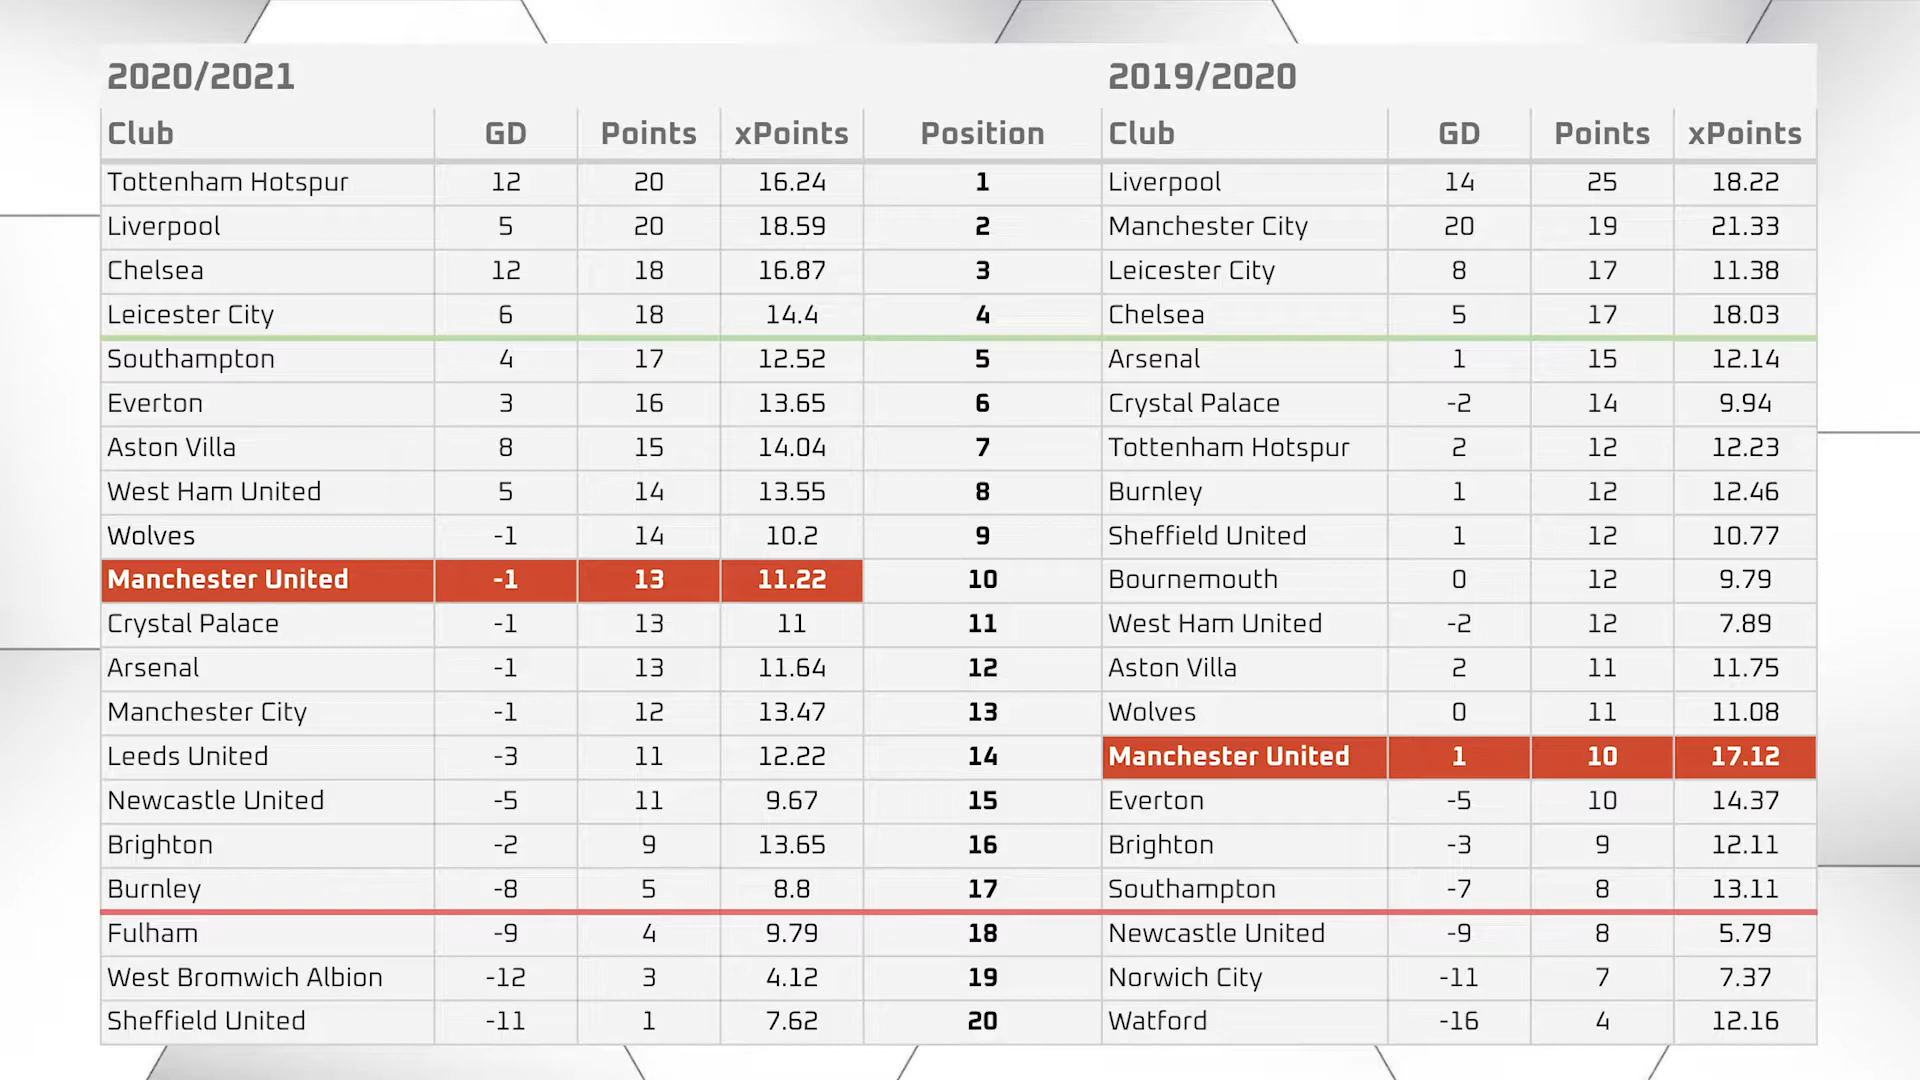 2020/2021 2019/2020
Club GD Points xPoints Position Club GD Points xPoints
Tottenham Hotspur 12 20 16.24 1 Liverpool 14 25 18.22
Liverpool 5 20 18.59 2 Manchester City 20 19 21.33
Chelsea 12 18 16.87 3 Leicester City 8 17 11.38
Leicester City 6 18 14.4 4 Chelsea 5 17 18.03
Southampton 4 17 12.52 5 Arsenal 1 15 12.14
Everton 3 16 13.65 6 Crystal Palace -2 14 9.94
Aston Villa 8 15 14.04 7 Tottenham Hotspur 2 12 12.23
West Ham United 5 14 13.55 8 Burnley 1 12 12.46
Wolves -1 14 10.2 9 Sheffield United 1 12 10.77
Manchester United -1 13 11.22 10 Bournemouth 0 12 9.79
Crystal Palace -1 13 11 11 West Ham United -2 12 7.89
Arsenal -1 13 11.64 12 Aston Villa 2 11 11.75
Manchester City -1 12 13.47 13 Wolves 0 11 11.08
Leeds United -3 11 12.22 14 Manchester United 1 10 17.12
Newcastle United -5 11 9.67 15 Everton -5 10 14.37
Brighton -2 9 13.65 16 Brighton -3 9 12.11
Burnley -8 5 8.8 17 Southampton -7 8 13.11
Fulham -9 4 9.79 18 Newcastle United -9 8 5.79
West Bromwich Albion -12 3 4.12 19 Norwich City -11 7 7.37
Sheffield United -11 1 7.62 20 Watford -16 4 12.16